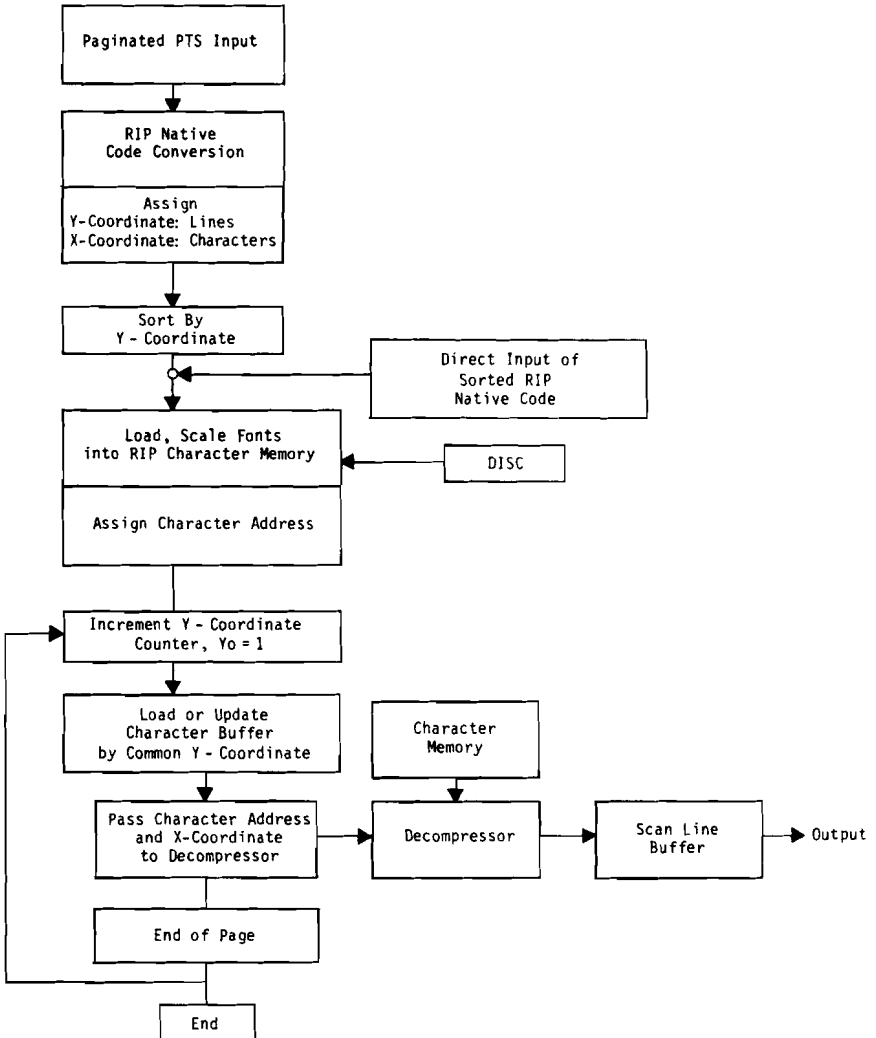 Paginated PTS Input
RIP Native
Code Conversion
Assign
Y-Coordinate: Lines
X-Coordinate: Characters
Sort By
Y - Coordinate
Direct Input of
Sorted RIP
Native Code
Load, Scale Fonts
into RIP Character Memory
DISC
Assign Character Address
Increment Y - Coordinate
Counter, Yo = 1
Load or Update
Character Buffer
by Common Y - Coordinate
Character
Memory
Pass Character Address
and X-Coordinate
to Decompressor
Decompressor
Scan Line
Buffer
Output
End of Page
End